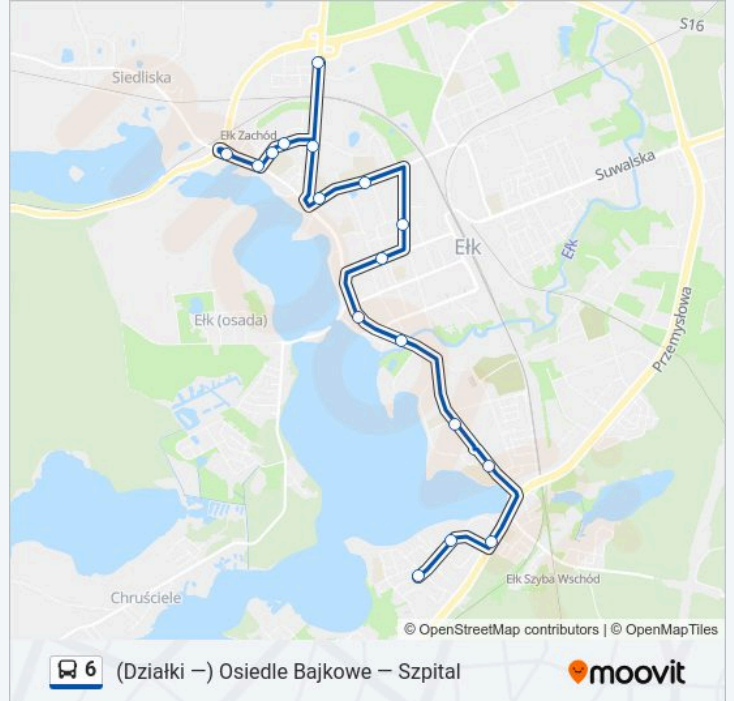 S16
Siedliska
Ełk Zachód
Suwalska
Ełk
Ełk
Ełk (osada)
Przemysłowa
Ełk Szyba Wschód
Chruściele
© OpenStreetMap contributors | © OpenMapTiles
6 (Działki —) Osiedle Bajkowe — Szpital
moovit